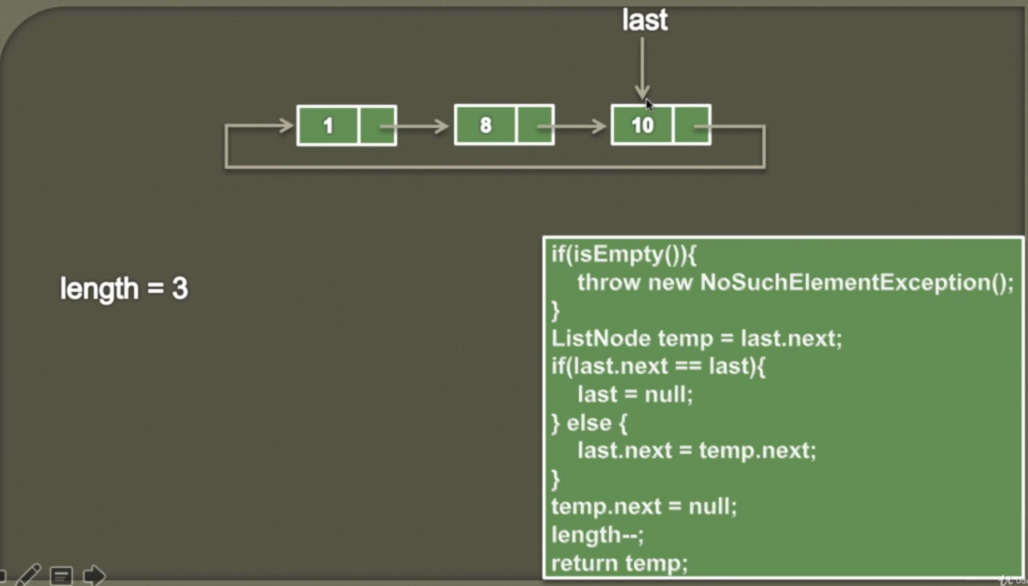 last
1 8 10
length = 3
if(isEmpty()){
throw new NoSuchElementException();
}
ListNode temp = last.next;
if(last.next == last){
last = null;
} else {
last.next = temp.next;
}
temp.next = null;
length--;
return temp;